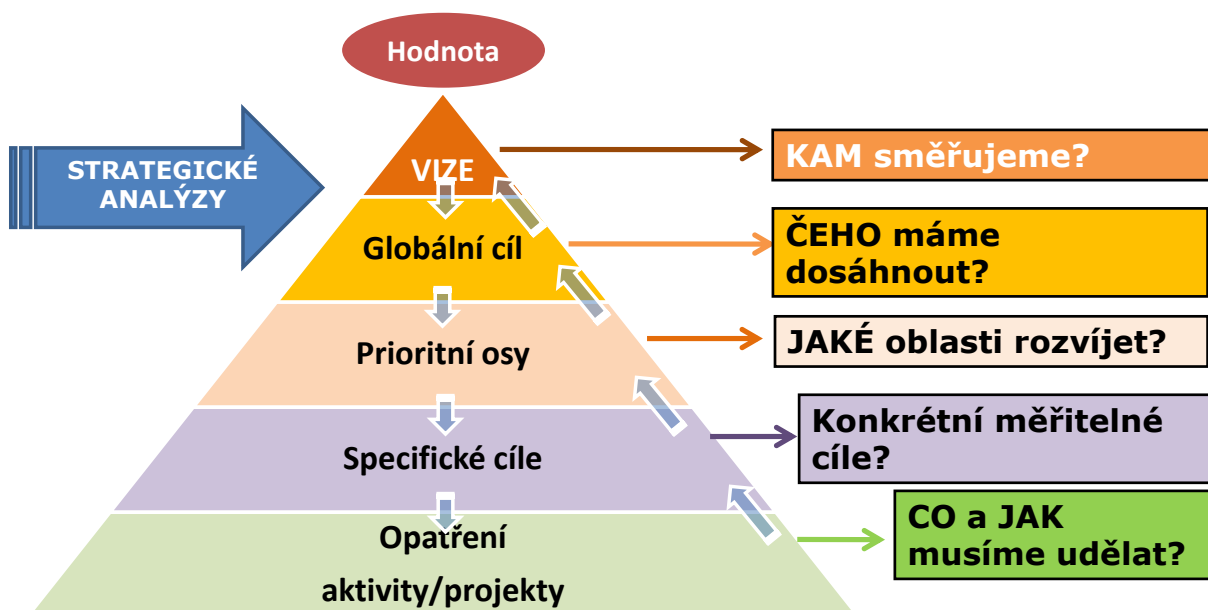 Hodnota
STRATEGICKÉ
ANALÝZY
VIZE
KAM směřujeme?
Globální cíl
ČEHO máme
dosáhnout?
Prioritní osy
JAKÉ oblasti rozvíjet?
Specifické cíle
Konkrétní měřitelné
cíle?
Opatření
aktivity/projekty
CO a JAK
musíme udělat?